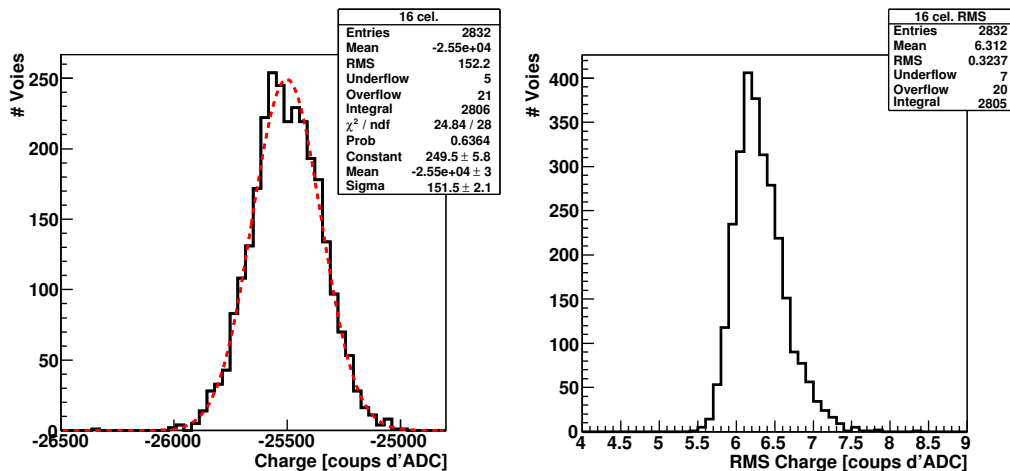 16 cel.
Entries 2832
Mean -2.55e+04
RMS 152.2
Underflow 5
Overflow 21
Integral 2806
χ² / ndf 24.84 / 28
Prob 0.6364
Constant 249.5 ± 5.8
Mean -2.55e+04 ± 3
Sigma 151.5 ± 2.1
# Voies
250
200
150
100
50
0
-26500 -26000 -25500 -25000
Charge [coups d'ADC]
16 cel. RMS
Entries 2832
Mean 6.312
RMS 0.3237
Underflow 7
Overflow 20
Integral 2805
# Voies
400
350
300
250
200
150
100
50
0
4 4.5 5 5.5 6 6.5 7 7.5 8 8.5 9
RMS Charge [coups d'ADC]